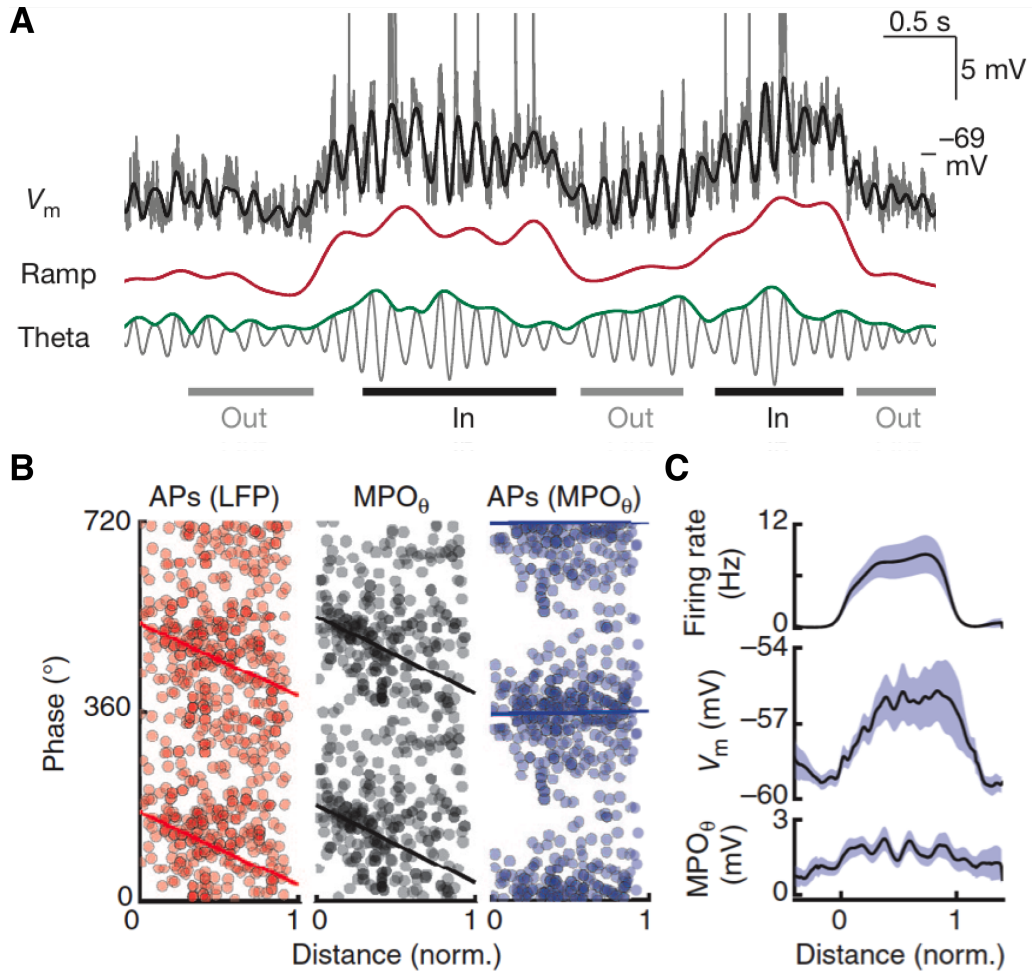 A
0.5 s
5 mV
–69
mV
Vm
Ramp
Theta
Out
In
Out
In
Out
B
APs (LFP)
MPOθ
APs (MPOθ)
Phase (°)
720
360
0
0 1 0 1 0 1
Distance (norm.)
C
Firing rate
(Hz)
12
0
Vm (mV)
–54
–57
–60
MPOθ
(mV)
3
0
0 1
Distance (norm.)